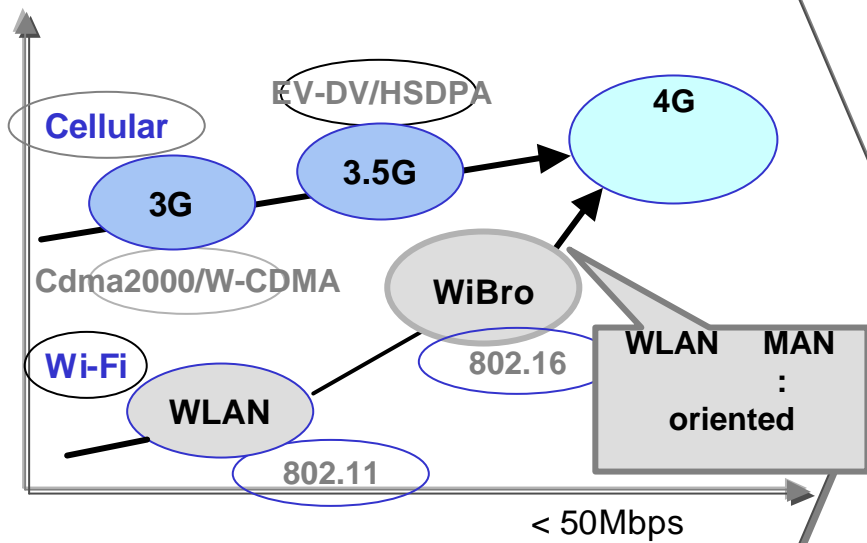 EV-DV/HSDPA
4G
Cellular
3.5G
3G
Cdma2000/W-CDMA
WiBro
WLAN MAN
:
oriented
802.16
Wi-Fi
WLAN
802.11
< 50Mbps